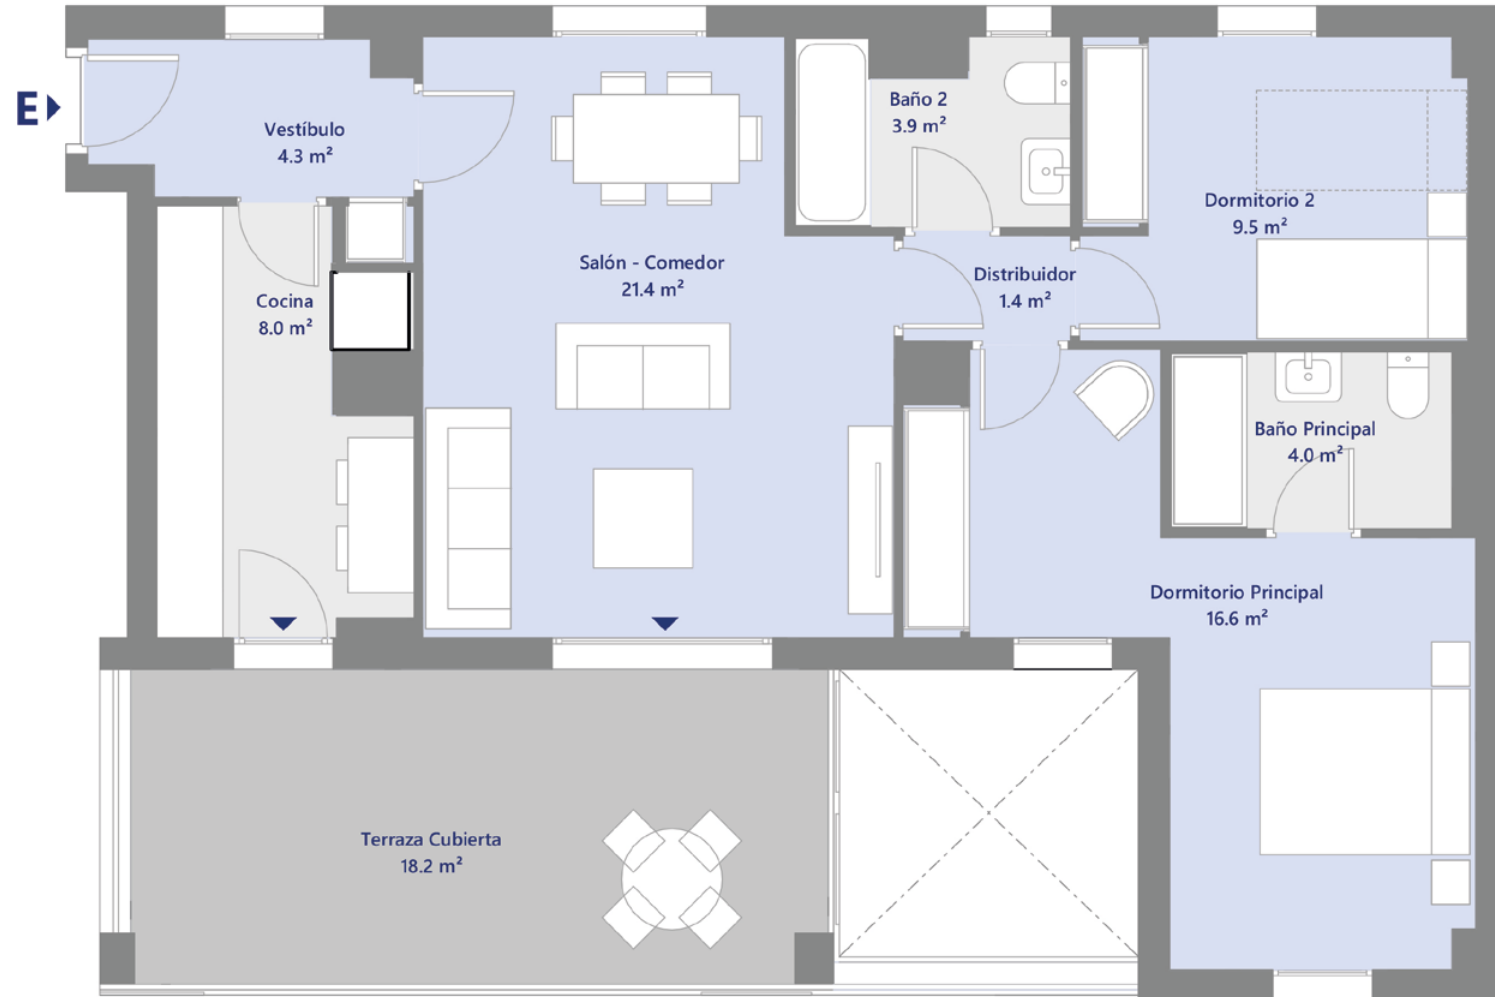 E
Vestíbulo
4.3 m²
Baño 2
3.9 m²
Dormitorio 2
9.5 m²
Salón - Comedor
21.4 m²
Distribuidor
1.4 m²
Cocina
8.0 m²
Baño Principal
4.0 m²
Dormitorio Principal
16.6 m²
Terraza Cubierta
18.2 m²